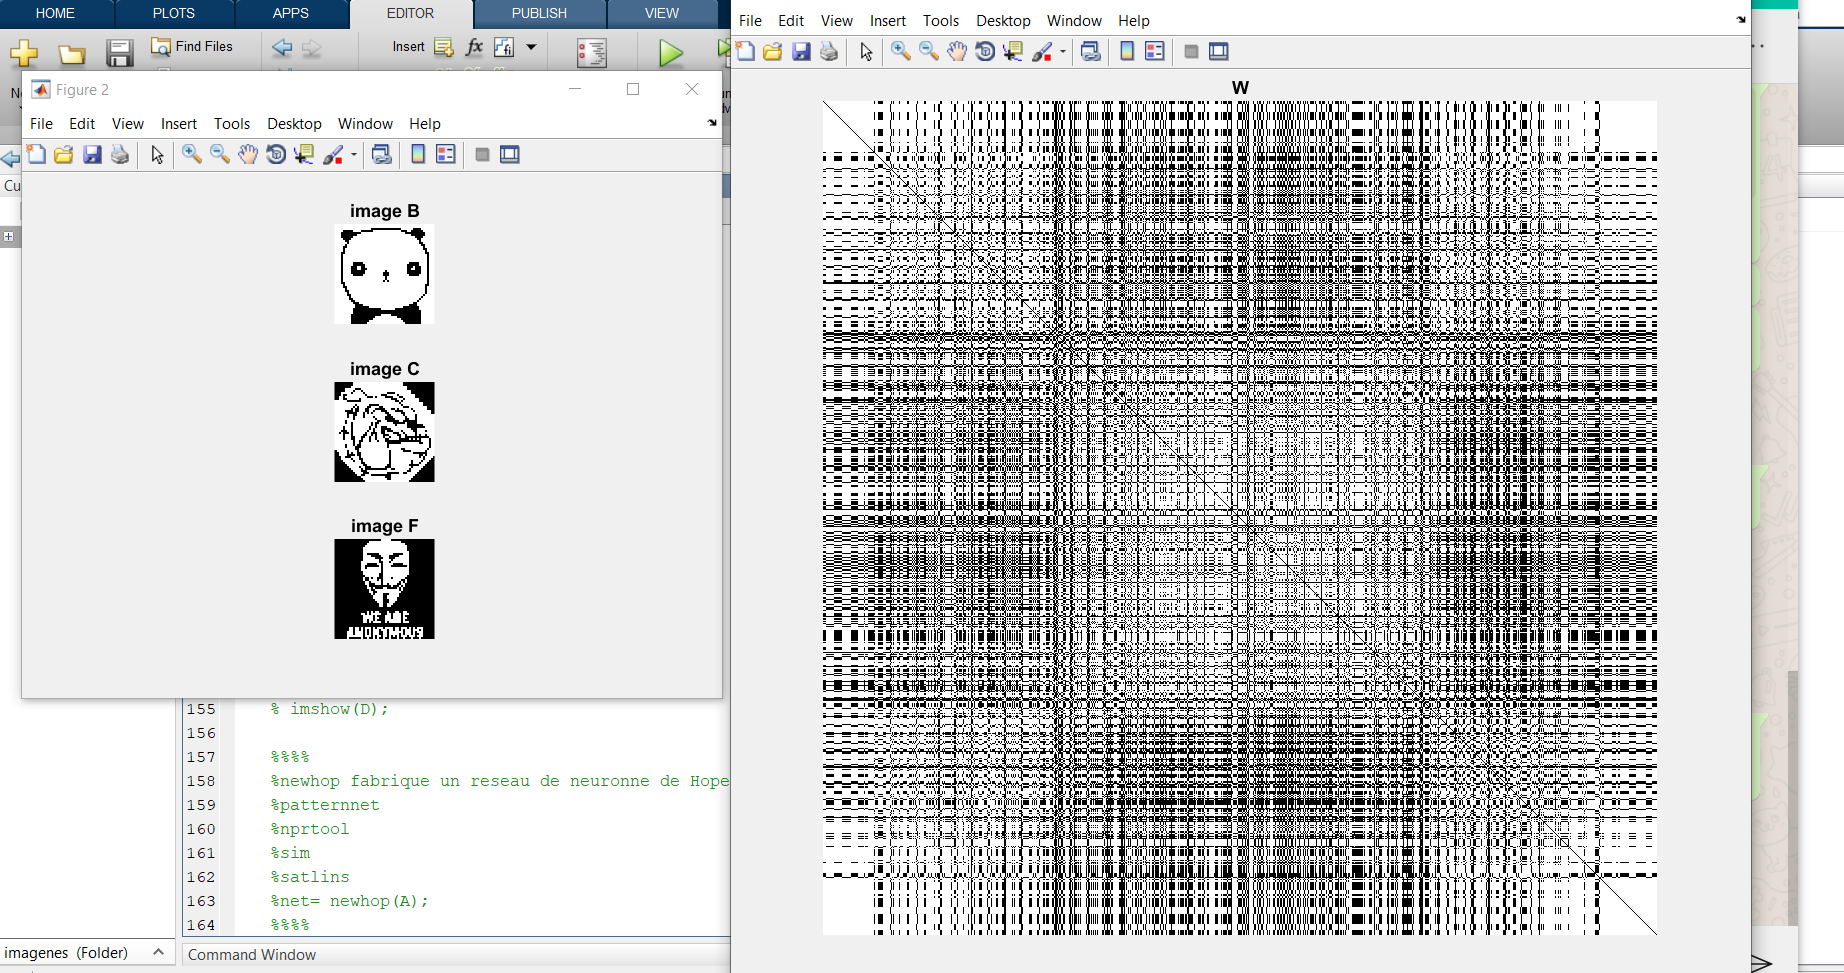 HOME PLOTS APPS EDITOR PUBLISH VIEW
Find Files
Insert
Figure 2
File Edit View Insert Tools Desktop Window Help
image B
image C
image F
WE ARE
ANONYMOUS
155 % imshow(D);
156
157 %%%%
158 %newhop fabrique un reseau de neuronne de Hope
159 %patternnet
160 %nprtool
161 %sim
162 %satlins
163 %net= newhop(A);
164 %%%%
imagenes (Folder)
Command Window
File Edit View Insert Tools Desktop Window Help
W